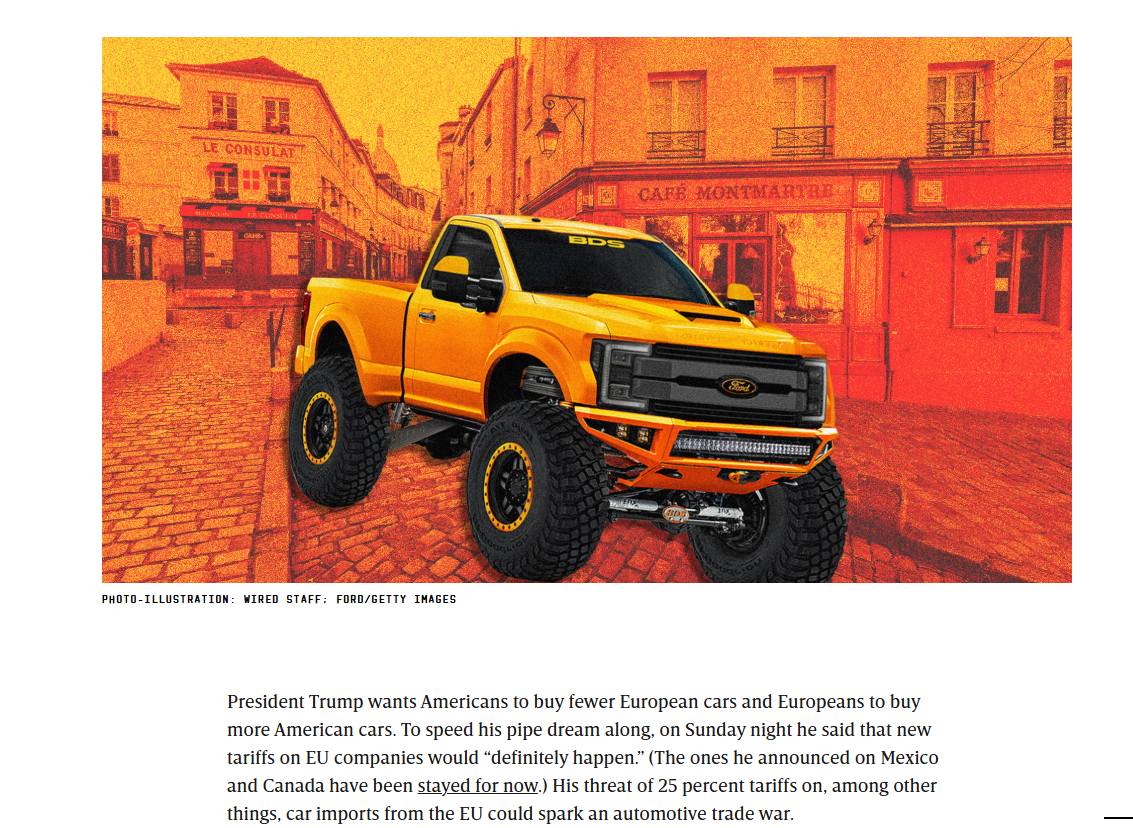 LE CONSULAT
CAFÉ MONTMARTRE
BDS
Ford
BDS
PHOTO-ILLUSTRATION: WIRED STAFF; FORD/GETTY IMAGES
President Trump wants Americans to buy fewer European cars and Europeans to buy
more American cars. To speed his pipe dream along, on Sunday night he said that new
tariffs on EU companies would “definitely happen.” (The ones he announced on Mexico
and Canada have been stayed for now.) His threat of 25 percent tariffs on, among other
things, car imports from the EU could spark an automotive trade war.